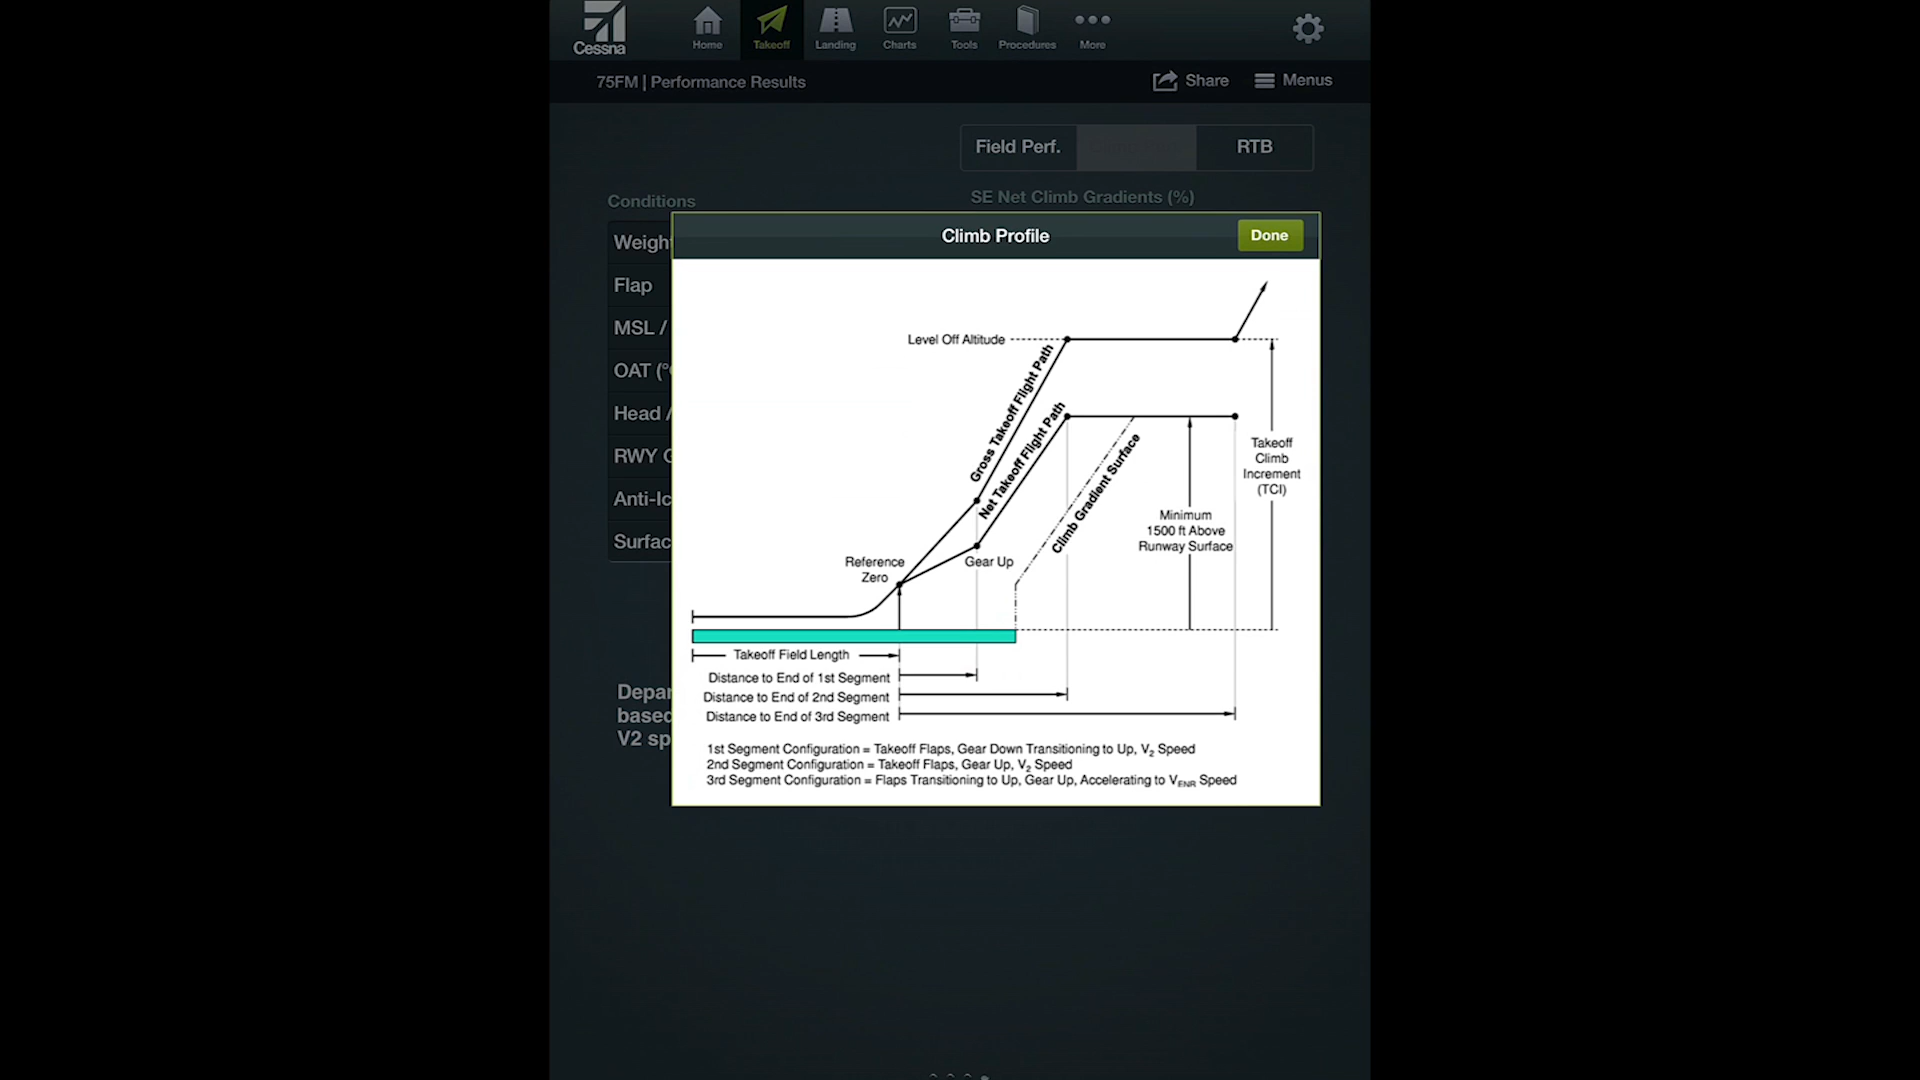 Cessna
Home
Takeoff
Landing
Charts
Tools
Procedures
More
75FM | Performance Results
Share
Menus
Field Perf.
RTB
Conditions
SE Net Climb Gradients (%)
Weigh
Flap
MSL /
OAT (°
Head /
RWY
Anti-Ic
Surfac
Depar
based
V2 sp
Climb Profile
Done
Level Off Altitude
Gross Takeoff Flight Path
Net Takeoff Flight Path
Climb Gradient Surface
Takeoff
Climb
Increment
(TCI)
Minimum
1500 ft Above
Runway Surface
Reference
Zero
Gear Up
Takeoff Field Length
Distance to End of 1st Segment
Distance to End of 2nd Segment
Distance to End of 3rd Segment
1st Segment Configuration = Takeoff Flaps, Gear Down Transitioning to Up, V2 Speed
2nd Segment Configuration = Takeoff Flaps, Gear Up, V2 Speed
3rd Segment Configuration = Flaps Transitioning to Up, Gear Up, Accelerating to VENR Speed